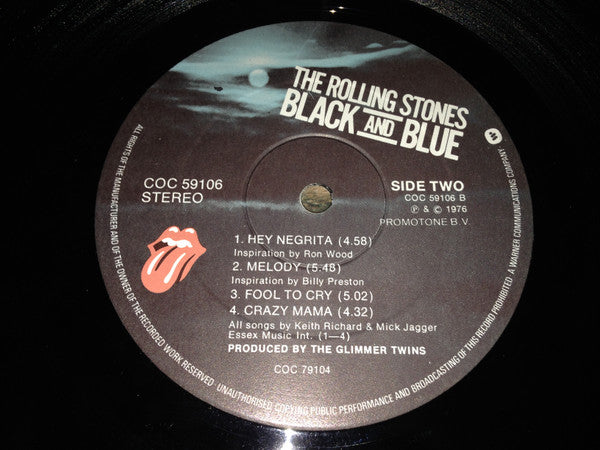 THE ROLLING STONES
BLACK AND BLUE
COC 59106
STEREO
SIDE TWO
COC 59106 B
℗ & © 1976
PROMOTONE B.V.
1. HEY NEGRITA (4.58)
Inspiration by Ron Wood
2. MELODY (5.48)
Inspiration by Billy Preston
3. FOOL TO CRY (5.02)
4. CRAZY MAMA (4.32)
All songs by Keith Richard & Mick Jagger
Essex Music Int. (1—4)
PRODUCED BY THE GLIMMER TWINS
COC 79104
ALL RIGHTS OF THE MANUFACTURER AND OF THE OWNER OF THE RECORDED WORK RESERVED UNAUTHORISED COPYING PUBLIC PERFORMANCE AND BROADCASTING OF THIS RECORD PROHIBITED A WARNER COMMUNICATIONS COMPANY